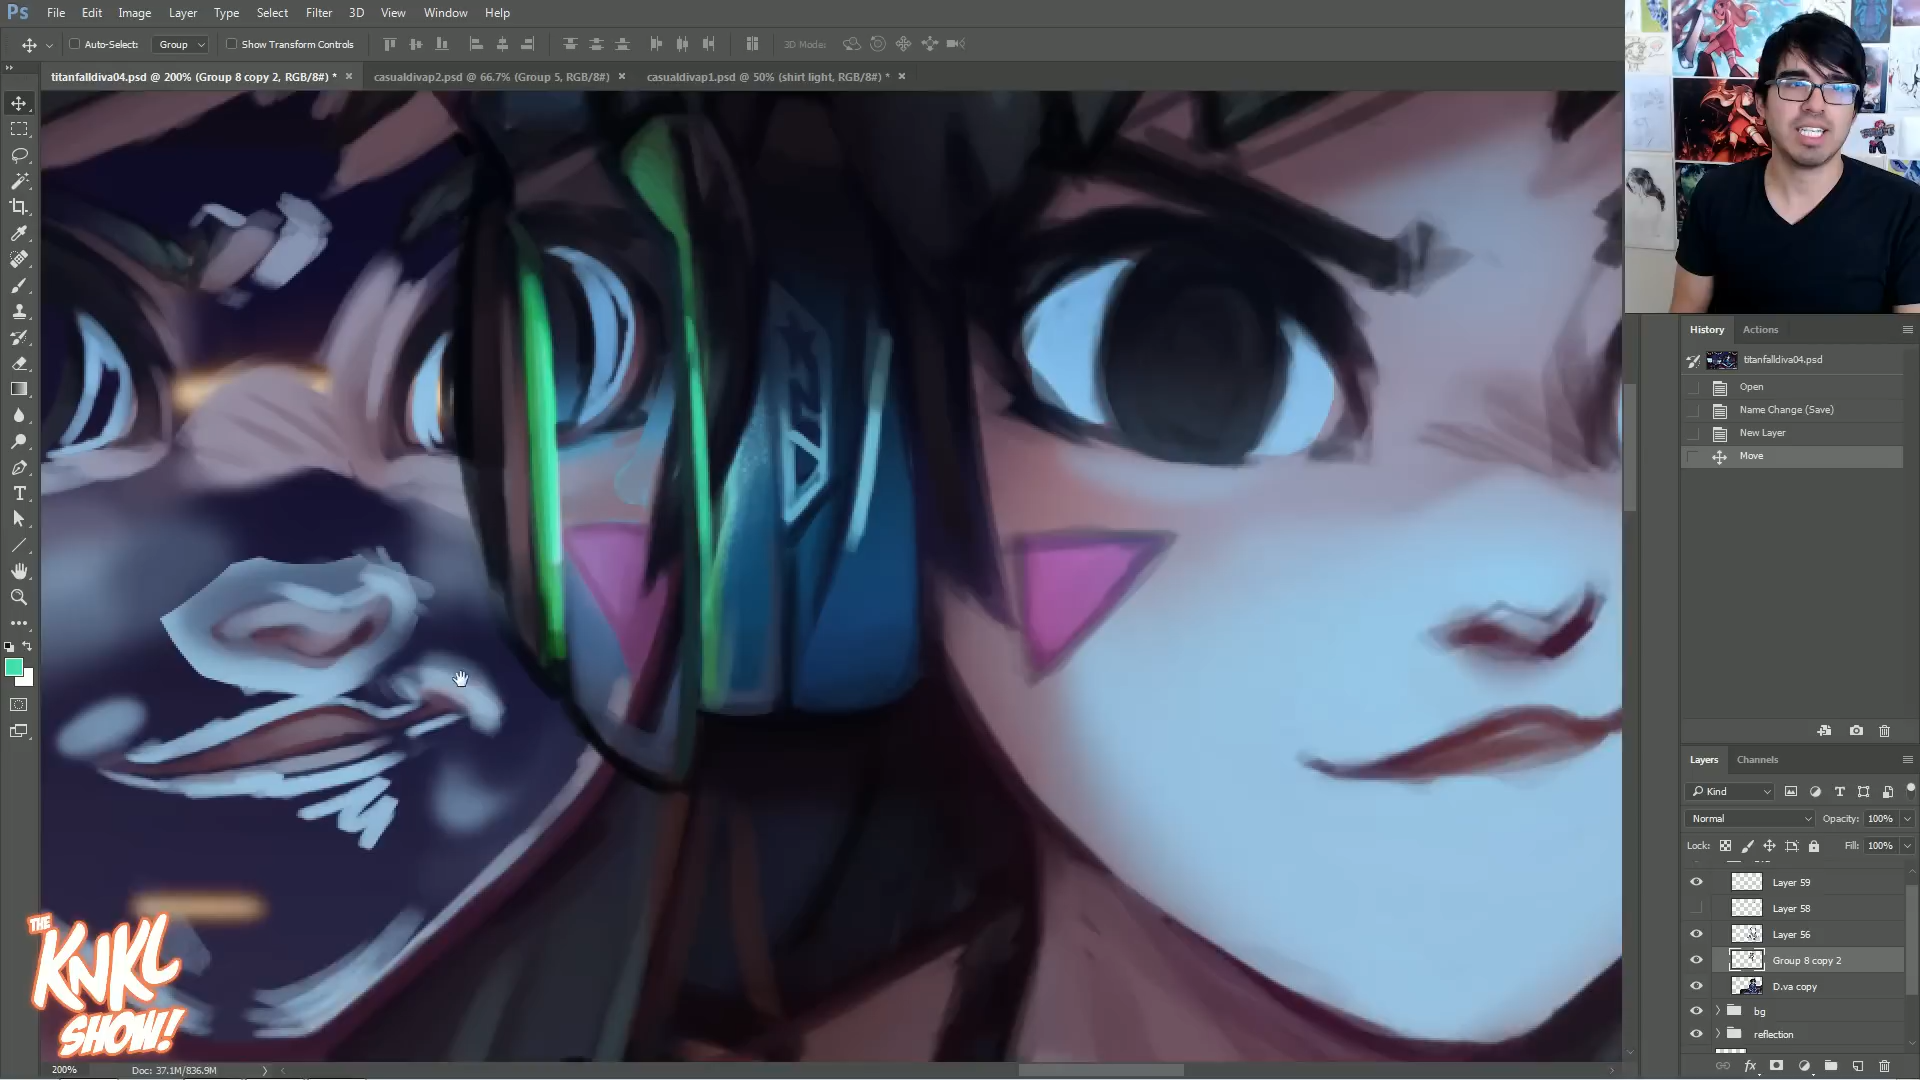 Ps File Edit Image Layer Type Select Filter 3D View Window Help
Auto-Select: Group Show Transform Controls 3D Mode:
titanfalldiva04.psd @ 200% (Group 8 copy 2, RGB/8#) * × casualdivap2.psd @ 66.7% (Group 5, RGB/8#) × casualdivap1.psd @ 50% (shirt light, RGB/8#) * ×
History Actions
titanfalldiva04.psd
Open
Name Change (Save)
New Layer
Move
Layers Channels
Kind
Normal Opacity: 100%
Lock: Fill: 100%
Layer 59
Layer 58
Layer 56
Group 8 copy 2
D.va copy
bg
reflection
THE
KNKL
SHOW!
200% Doc: 37.1M/836.9M